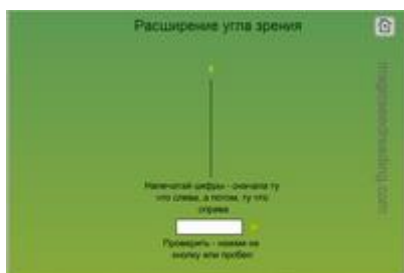 Расширение угла зрения
Напечатай цифры - сначала ту
что слева, а потом, ту что
справа
Проверить - нажми на
кнопку или пробел